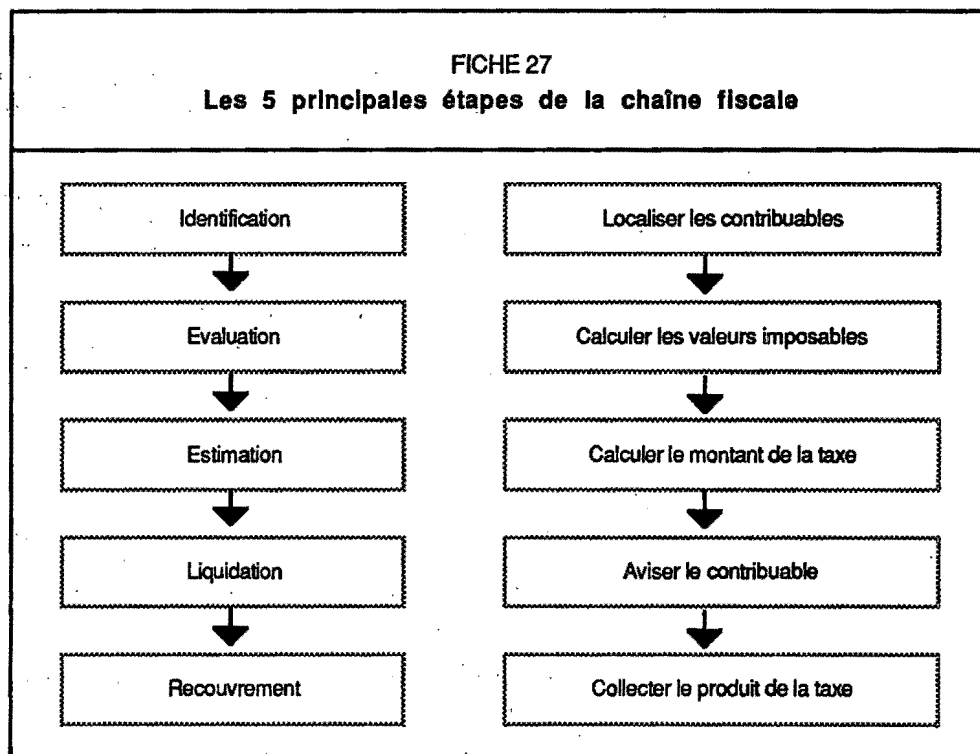 FICHE 27
Les 5 principales étapes de la chaîne fiscale
Identification
Localiser les contribuables
Evaluation
Calculer les valeurs imposables
Estimation
Calculer le montant de la taxe
Liquidation
Aviser le contribuable
Recouvrement
Collecter le produit de la taxe